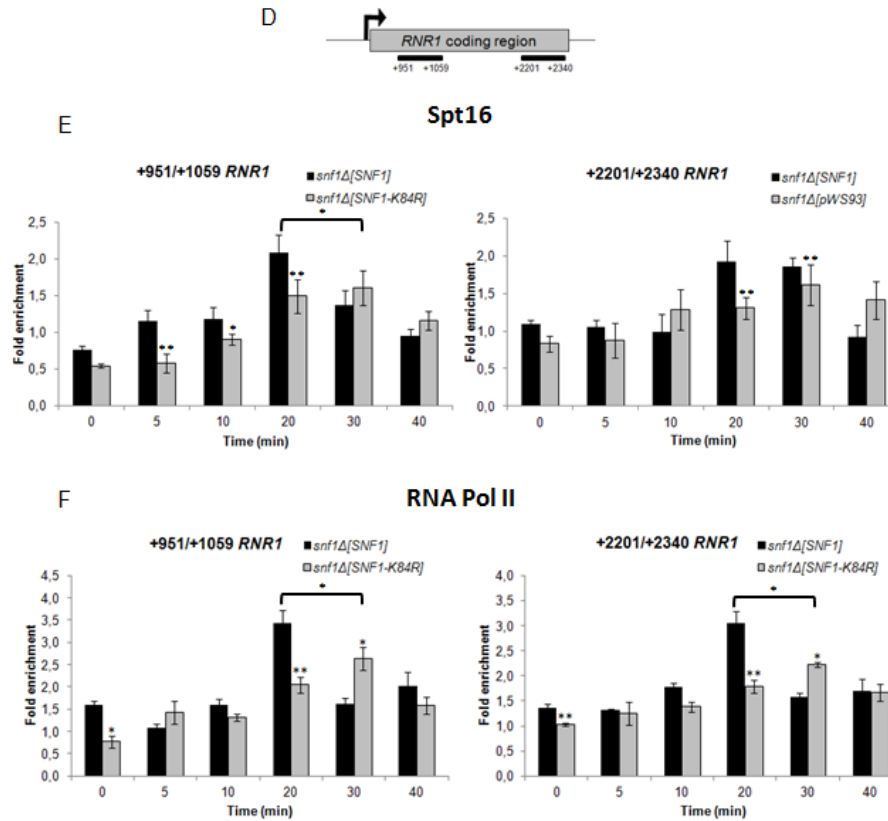 D
RNR1 coding region
+951 +1059 +2201 +2340
E
Spt16
+951/+1059 RNR1
snf1Δ[SNF1]
snf1Δ[SNF1-K84R]
Fold enrichment
2,5
2,0
1,5
1,0
0,5
0,0
*
** * **
0 5 10 20 30 40
Time (min)
+2201/+2340 RNR1
snf1Δ[SNF1]
snf1Δ[pWS93]
Fold enrichment
2,5
2,0
1,5
1,0
0,5
0,0
** **
0 5 10 20 30 40
Time (min)
F
RNA Pol II
+951/+1059 RNR1
snf1Δ[SNF1]
snf1Δ[SNF1-K84R]
Fold enrichment
4,5
4,0
3,5
3,0
2,5
2,0
1,5
1,0
0,5
0,0
*
* ** *
0 5 10 20 30 40
Time (min)
+2201/+2340 RNR1
snf1Δ[SNF1]
snf1Δ[SNF1-K84R]
Fold enrichment
4,0
3,5
3,0
2,5
2,0
1,5
1,0
0,5
0,0
*
** ** *
0 5 10 20 30 40
Time (min)